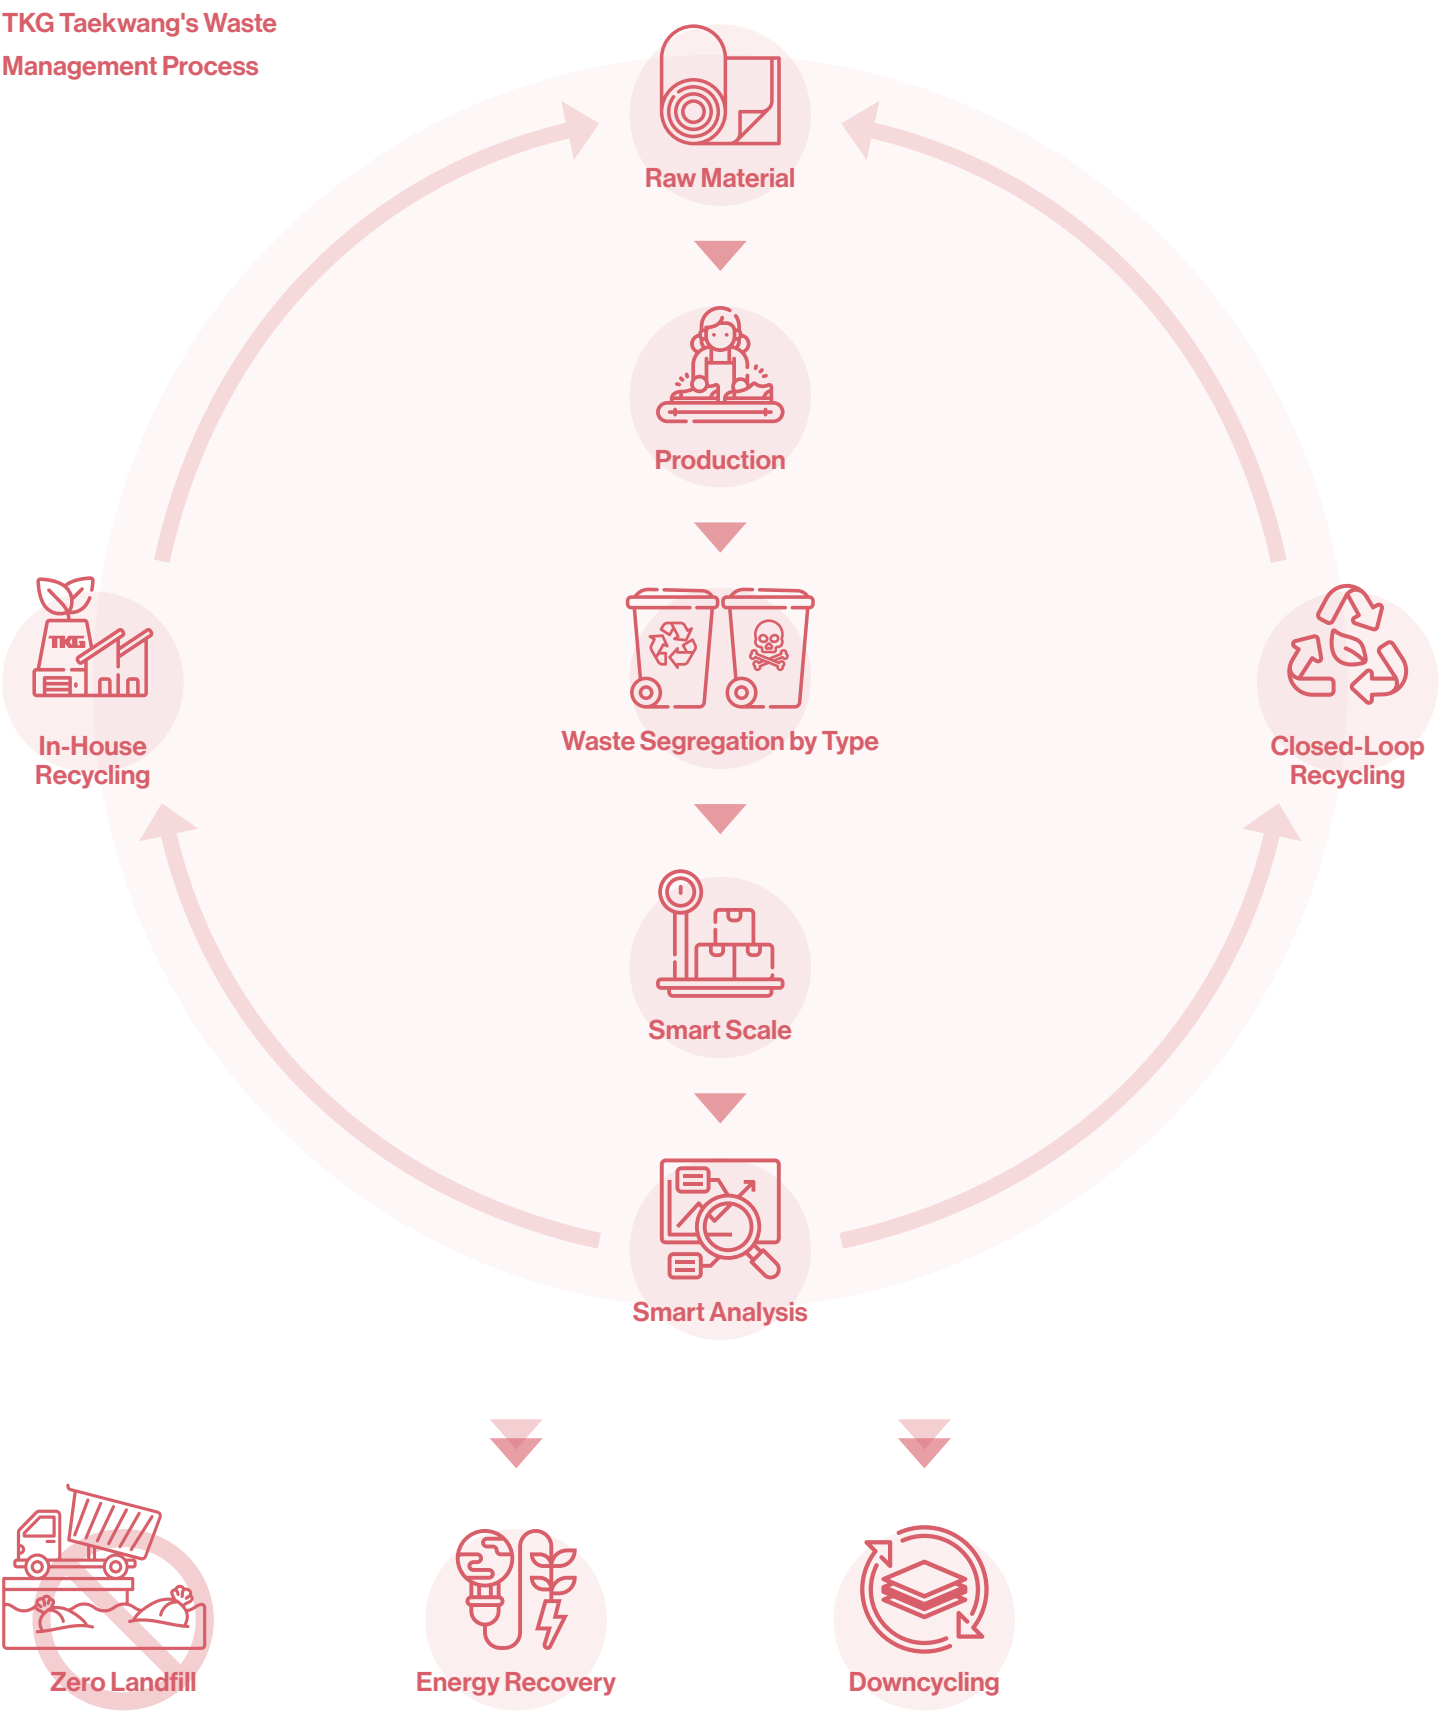 TKG Taekwang's Waste
Management Process
Raw Material
Production
TKG
In-House
Recycling
Waste Segregation by Type
Closed-Loop
Recycling
Smart Scale
Smart Analysis
Zero Landfill
Energy Recovery
Downcycling